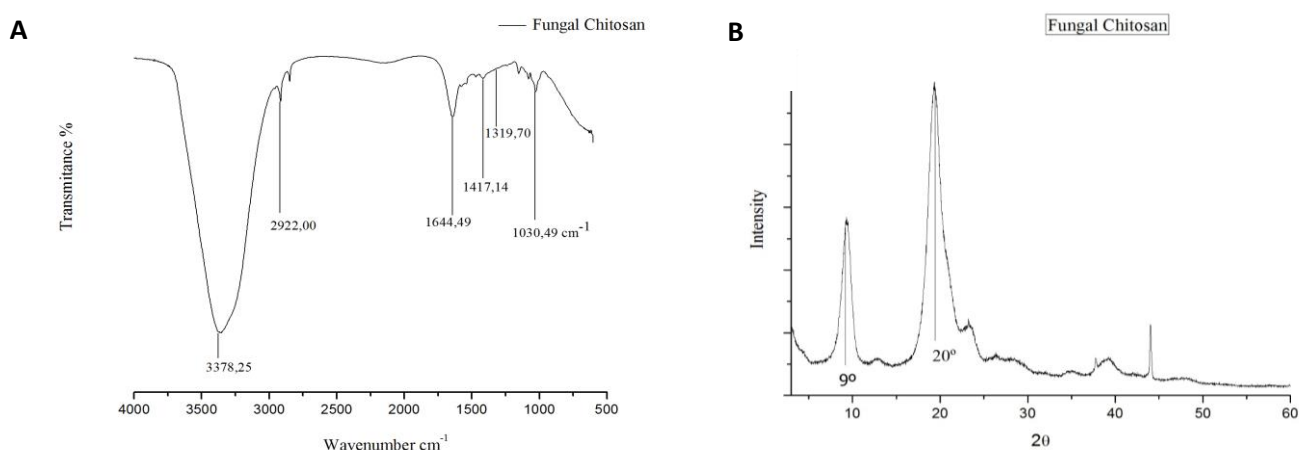 A
Fungal Chitosan
Transmitance %
3378,25
2922,00
1644,49
1417,14
1319,70
1030,49 cm⁻¹
4000
3500
3000
2500
2000
1500
1000
500
Wavenumber cm⁻¹
B
Fungal Chitosan
Intensity
9º
20º
10
20
30
40
50
60
2θ